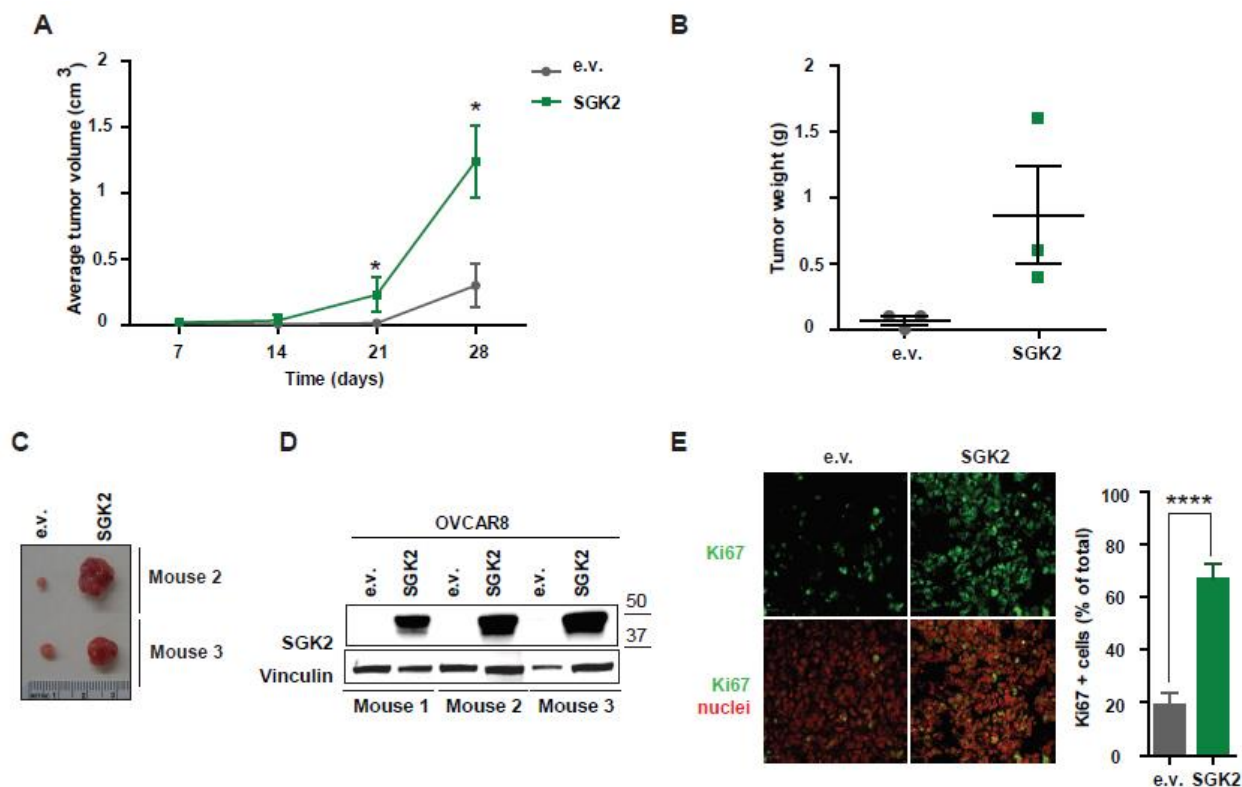 A
Average tumor volume (cm3)
2
1.5
1
0.5
0
7 14 21 28
Time (days)
*
*
e.v.
SGK2
B
Tumor weight (g)
2
1.5
1
0.5
0
e.v. SGK2
C
e.v. SGK2
Mouse 2
Mouse 3
1 2 3
D
OVCAR8
e.v. SGK2 e.v. SGK2 e.v. SGK2
50
37
SGK2
Vinculin
Mouse 1 Mouse 2 Mouse 3
E
e.v. SGK2
Ki67
Ki67
nuclei
Ki67 + cells (% of total)
100
80
60
40
20
0
****
e.v. SGK2